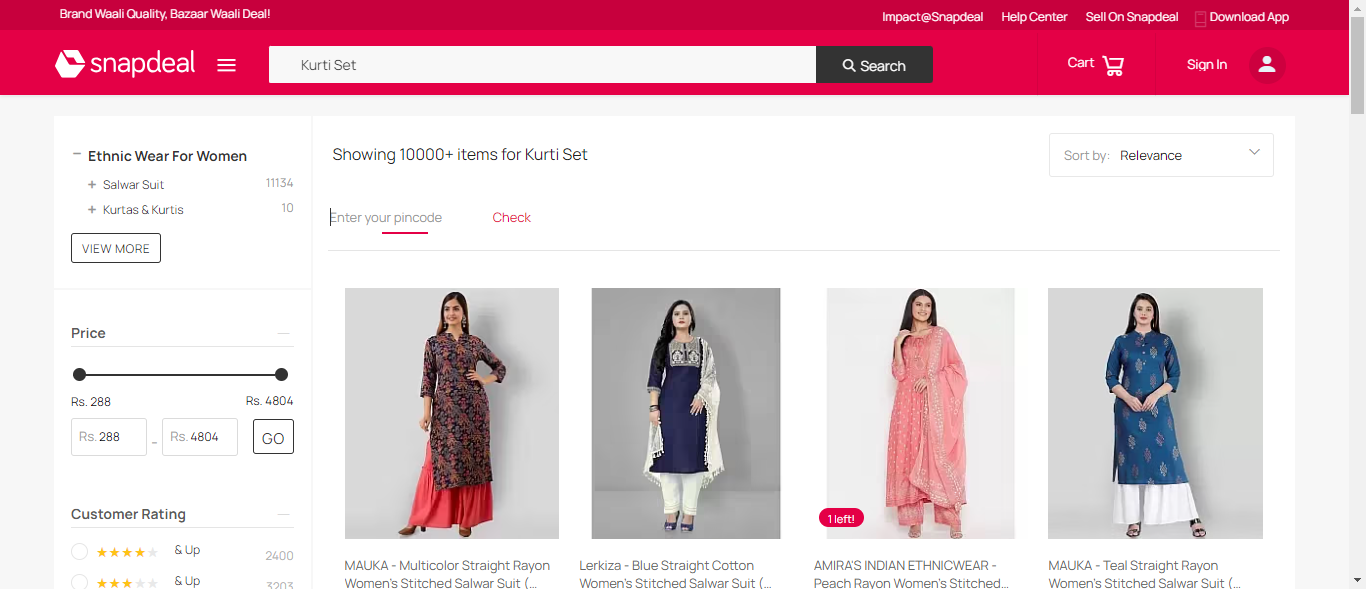 Brand Waali Quality, Bazaar Waali Deal!
Impact@Snapdeal Help Center Sell On Snapdeal Download App
snapdeal
Kurti Set
Search
Cart
Sign In
Ethnic Wear For Women
Salwar Suit 11134
Kurtas & Kurtis 10
VIEW MORE
Price
Rs. 288 Rs. 4804
Rs. 288 - Rs. 4804 GO
Customer Rating
& Up 2400
& Up 3203
Showing 10000+ items for Kurti Set
Sort by: Relevance
Enter your pincode Check
1 left!
MAUKA - Multicolor Straight Rayon
Women's Stitched Salwar Suit (...
Lerkiza - Blue Straight Cotton
Women's Stitched Salwar Suit (...
AMIRA'S INDIAN ETHNICWEAR -
Peach Rayon Women's Stitched...
MAUKA - Teal Straight Rayon
Women's Stitched Salwar Suit (...